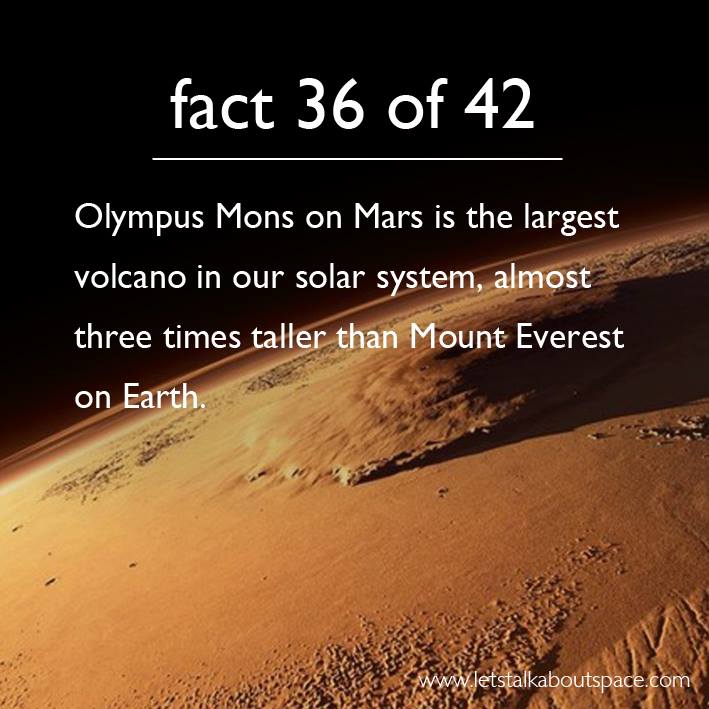 fact 36 of 42
Olympus Mons on Mars is the largest
volcano in our solar system, almost
three times taller than Mount Everest
on Earth.
www.letstalkaboutspace.com